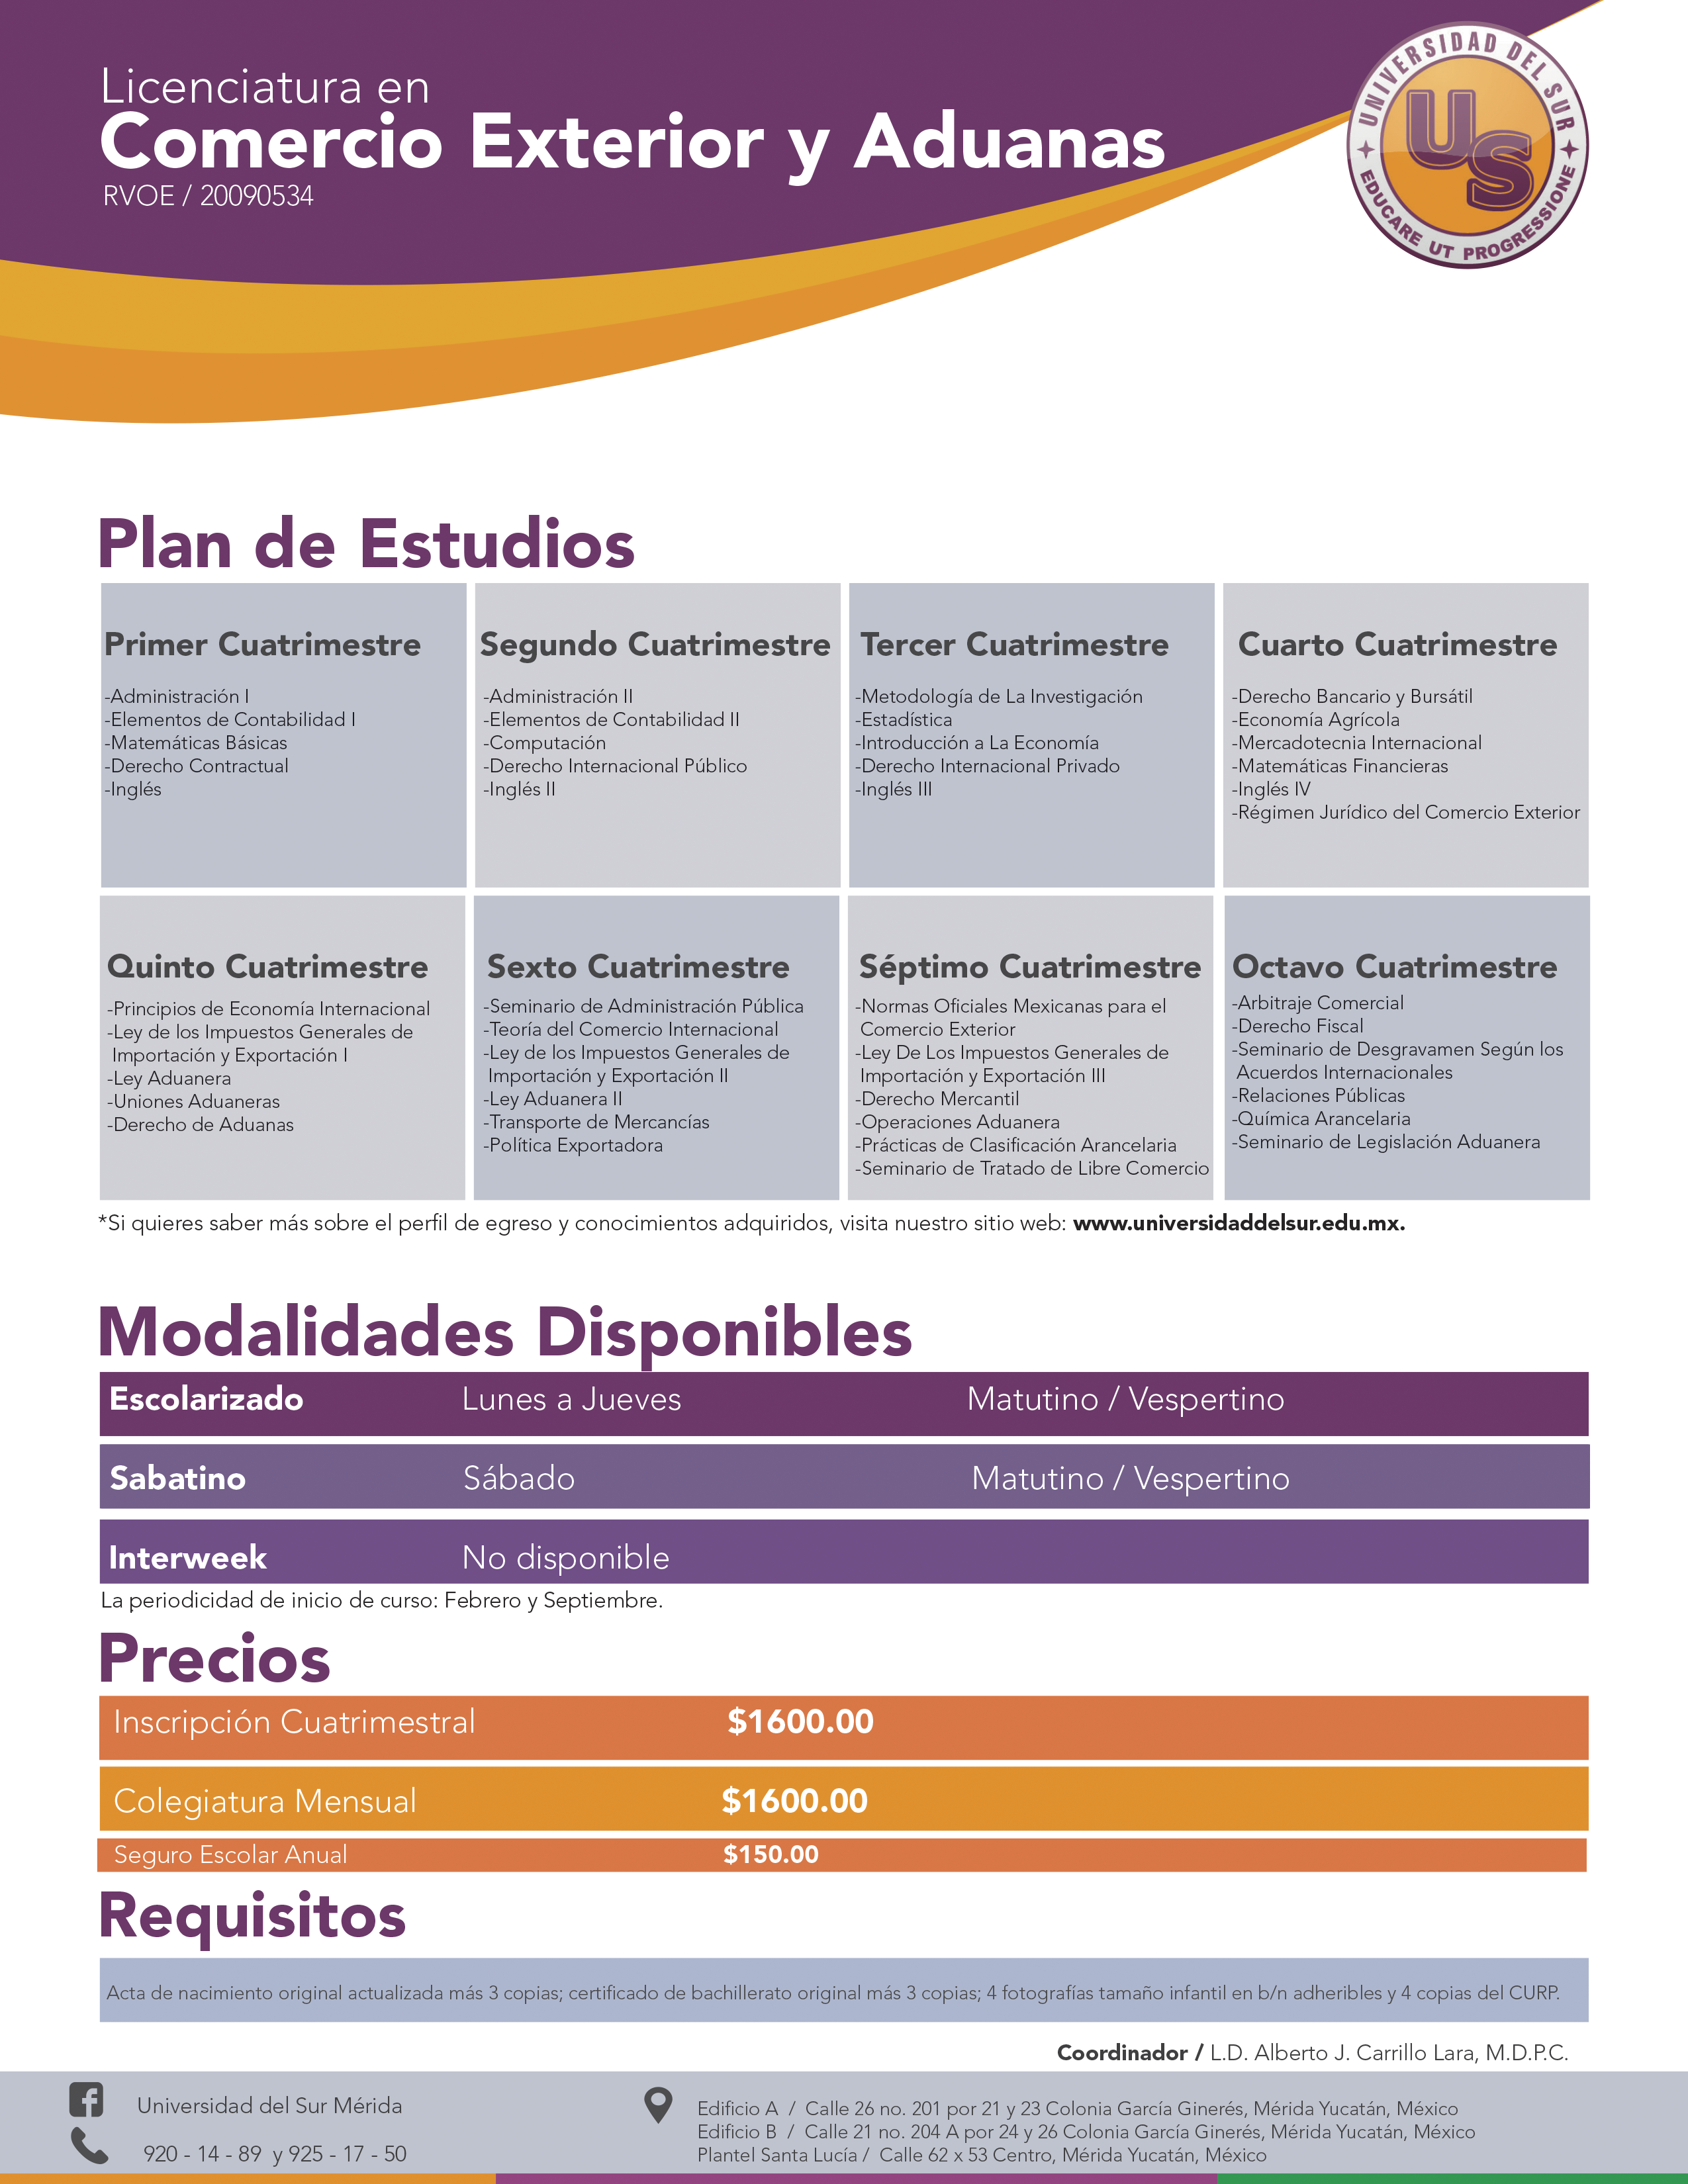 Licenciatura en
Comercio Exterior y Aduanas
RVOE / 20090534
UNIVERSIDAD DEL SUR
US
EDUCARE UT PROGRESSIONE
Plan de Estudios
Primer Cuatrimestre
-Administración I
-Elementos de Contabilidad I
-Matemáticas Básicas
-Derecho Contractual
-Inglés
Segundo Cuatrimestre
-Administración II
-Elementos de Contabilidad II
-Computación
-Derecho Internacional Público
-Inglés II
Tercer Cuatrimestre
-Metodología de La Investigación
-Estadística
-Introducción a La Economía
-Derecho Internacional Privado
-Inglés III
Cuarto Cuatrimestre
-Derecho Bancario y Bursátil
-Economía Agrícola
-Mercadotecnia Internacional
-Matemáticas Financieras
-Inglés IV
-Régimen Jurídico del Comercio Exterior
Quinto Cuatrimestre
-Principios de Economía Internacional
-Ley de los Impuestos Generales de
Importación y Exportación I
-Ley Aduanera
-Uniones Aduaneras
-Derecho de Aduanas
Sexto Cuatrimestre
-Seminario de Administración Pública
-Teoría del Comercio Internacional
-Ley de los Impuestos Generales de
Importación y Exportación II
-Ley Aduanera II
-Transporte de Mercancías
-Política Exportadora
Séptimo Cuatrimestre
-Normas Oficiales Mexicanas para el
Comercio Exterior
-Ley De Los Impuestos Generales de
Importación y Exportación III
-Derecho Mercantil
-Operaciones Aduanera
-Prácticas de Clasificación Arancelaria
-Seminario de Tratado de Libre Comercio
Octavo Cuatrimestre
-Arbitraje Comercial
-Derecho Fiscal
-Seminario de Desgravamen Según los
Acuerdos Internacionales
-Relaciones Públicas
-Química Arancelaria
-Seminario de Legislación Aduanera
*Si quieres saber más sobre el perfil de egreso y conocimientos adquiridos, visita nuestro sitio web: www.universidaddelsur.edu.mx.
Modalidades Disponibles
Escolarizado Lunes a Jueves Matutino / Vespertino
Sabatino Sábado Matutino / Vespertino
Interweek No disponible
La periodicidad de inicio de curso: Febrero y Septiembre.
Precios
Inscripción Cuatrimestral $1600.00
Colegiatura Mensual $1600.00
Seguro Escolar Anual $150.00
Requisitos
Acta de nacimiento original actualizada más 3 copias; certificado de bachillerato original más 3 copias; 4 fotografías tamaño infantil en b/n adheribles y 4 copias del CURP.
Coordinador / L.D. Alberto J. Carrillo Lara, M.D.P.C.
Universidad del Sur Mérida
920 - 14 - 89 y 925 - 17 - 50
Edificio A / Calle 26 no. 201 por 21 y 23 Colonia García Ginerés, Mérida Yucatán, México
Edificio B / Calle 21 no. 204 A por 24 y 26 Colonia García Ginerés, Mérida Yucatán, México
Plantel Santa Lucía / Calle 62 x 53 Centro, Mérida Yucatán, México